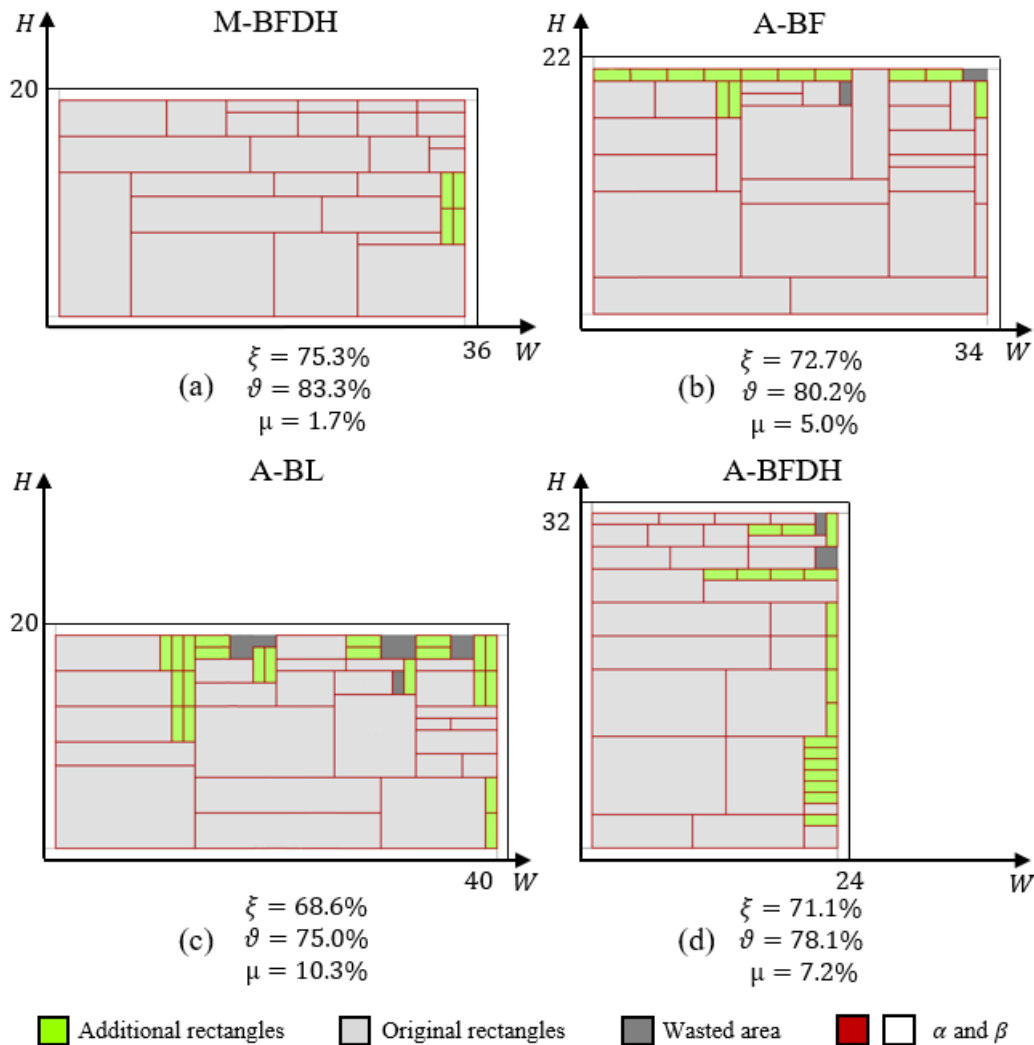 M-BFDH
H
20
36 W
(a)
ξ = 75.3%
ϑ = 83.3%
μ = 1.7%
A-BF
H
22
34 W
(b)
ξ = 72.7%
ϑ = 80.2%
μ = 5.0%
A-BL
H
20
40 W
(c)
ξ = 68.6%
ϑ = 75.0%
μ = 10.3%
A-BFDH
H
32
24 W
(d)
ξ = 71.1%
ϑ = 78.1%
μ = 7.2%
Additional rectangles Original rectangles Wasted area α and β